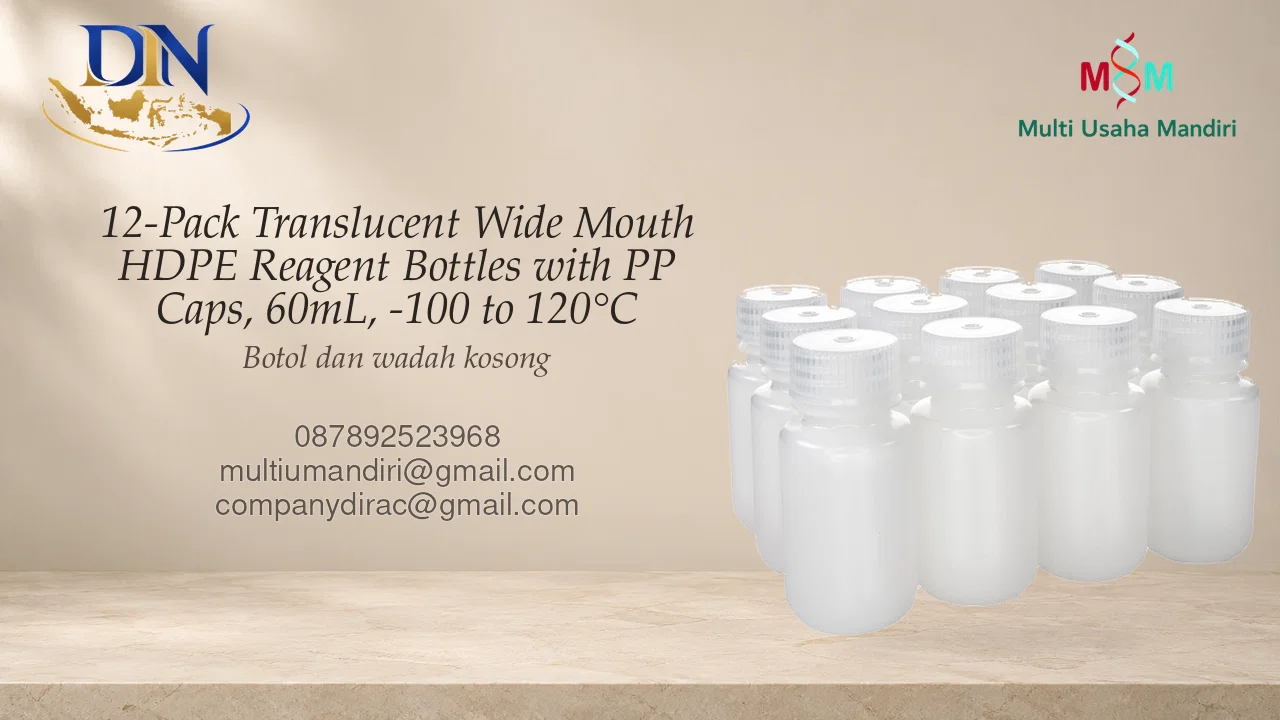 DIN
M M
Multi Usaha Mandiri
12-Pack Translucent Wide Mouth
HDPE Reagent Bottles with PP
Caps, 60mL, -100 to 120°C
Botol dan wadah kosong
087892523968
multiumandiri@gmail.com
companydirac@gmail.com